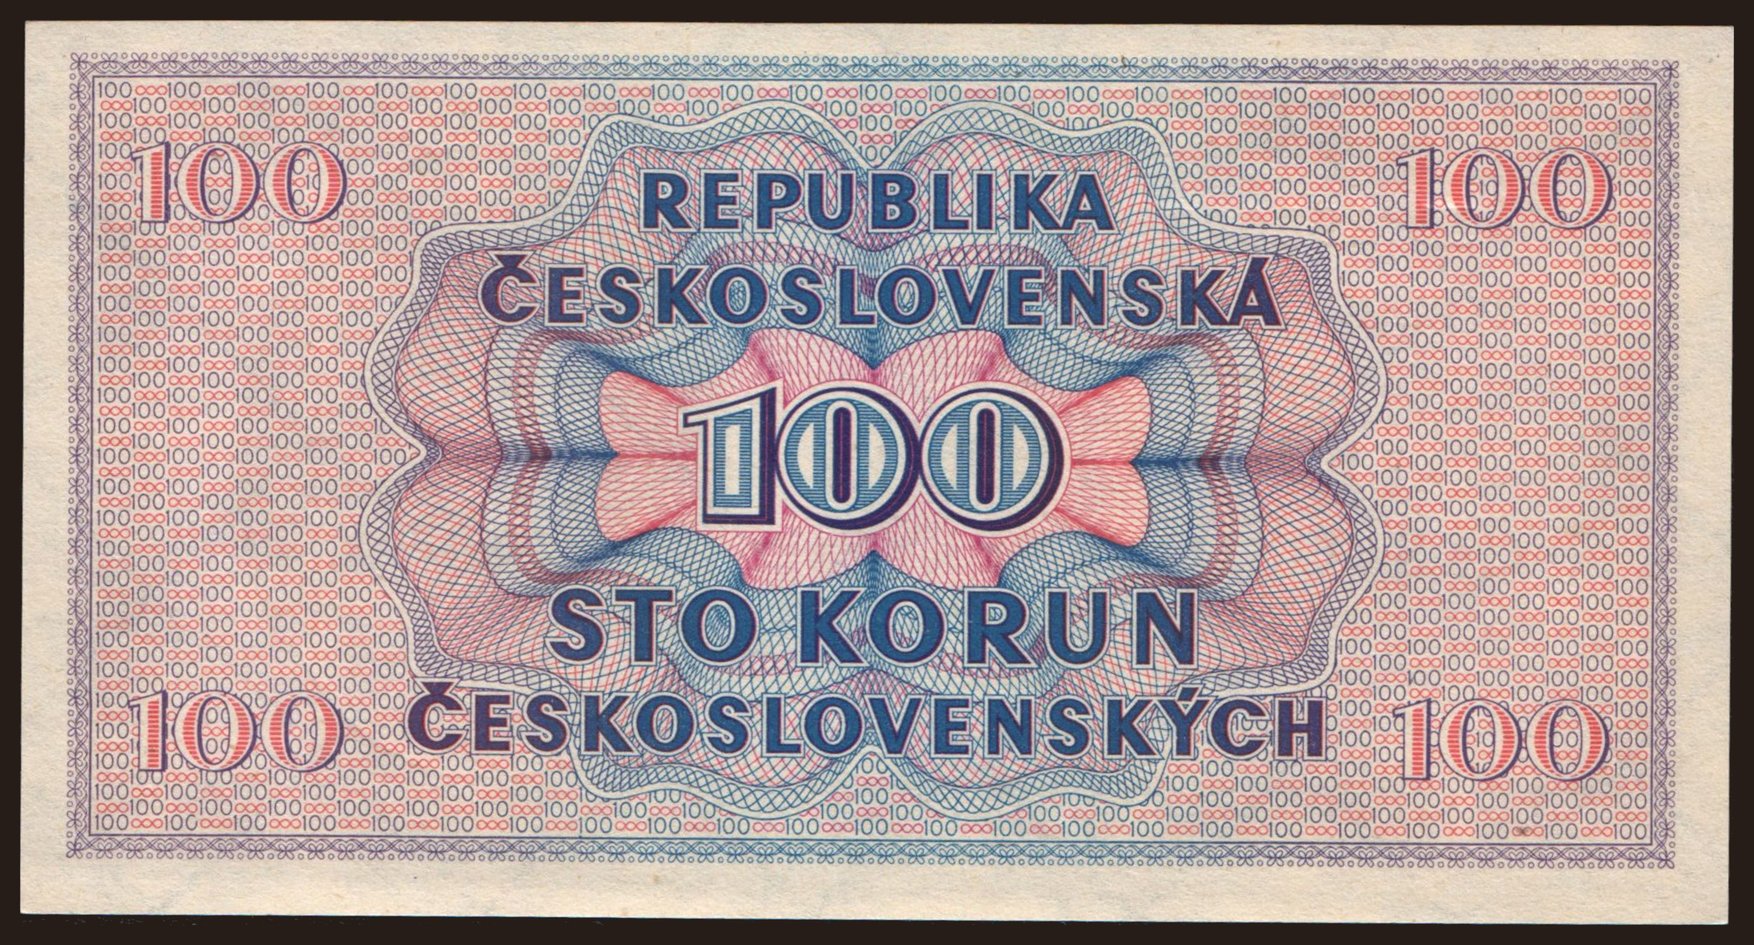 100 100
REPUBLIKA
ČESKOSLOVENSKÁ
100
STO KORUN
ČESKOSLOVENSKÝCH
100 100